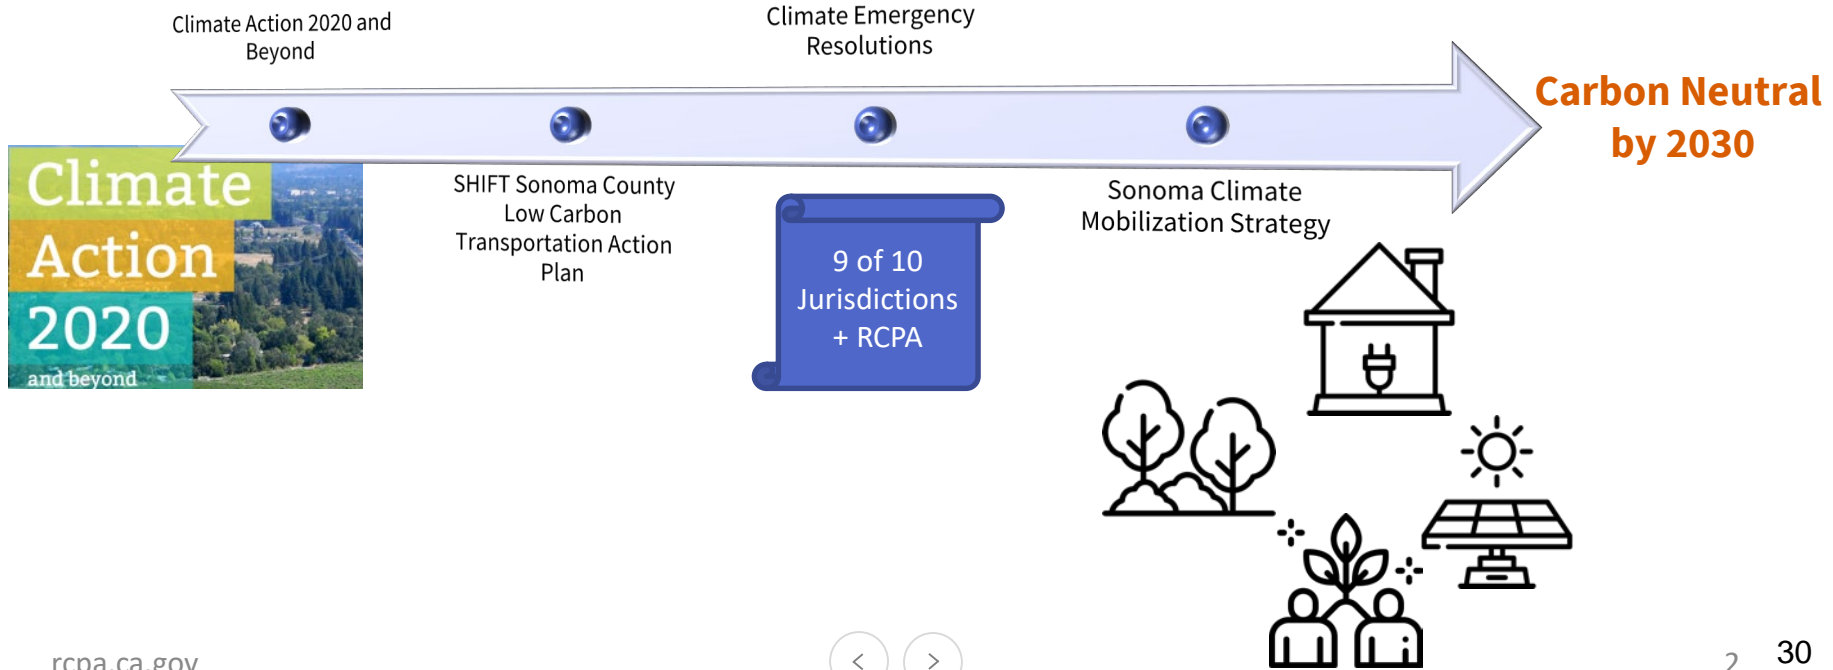 Climate Action 2020 and
Beyond
Climate Emergency
Resolutions
Carbon Neutral
by 2030
Climate
Action
2020
and beyond
SHIFT Sonoma County
Low Carbon
Transportation Action
Plan
9 of 10
Jurisdictions
+ RCPA
Sonoma Climate
Mobilization Strategy
rcpa.ca.gov
2
30